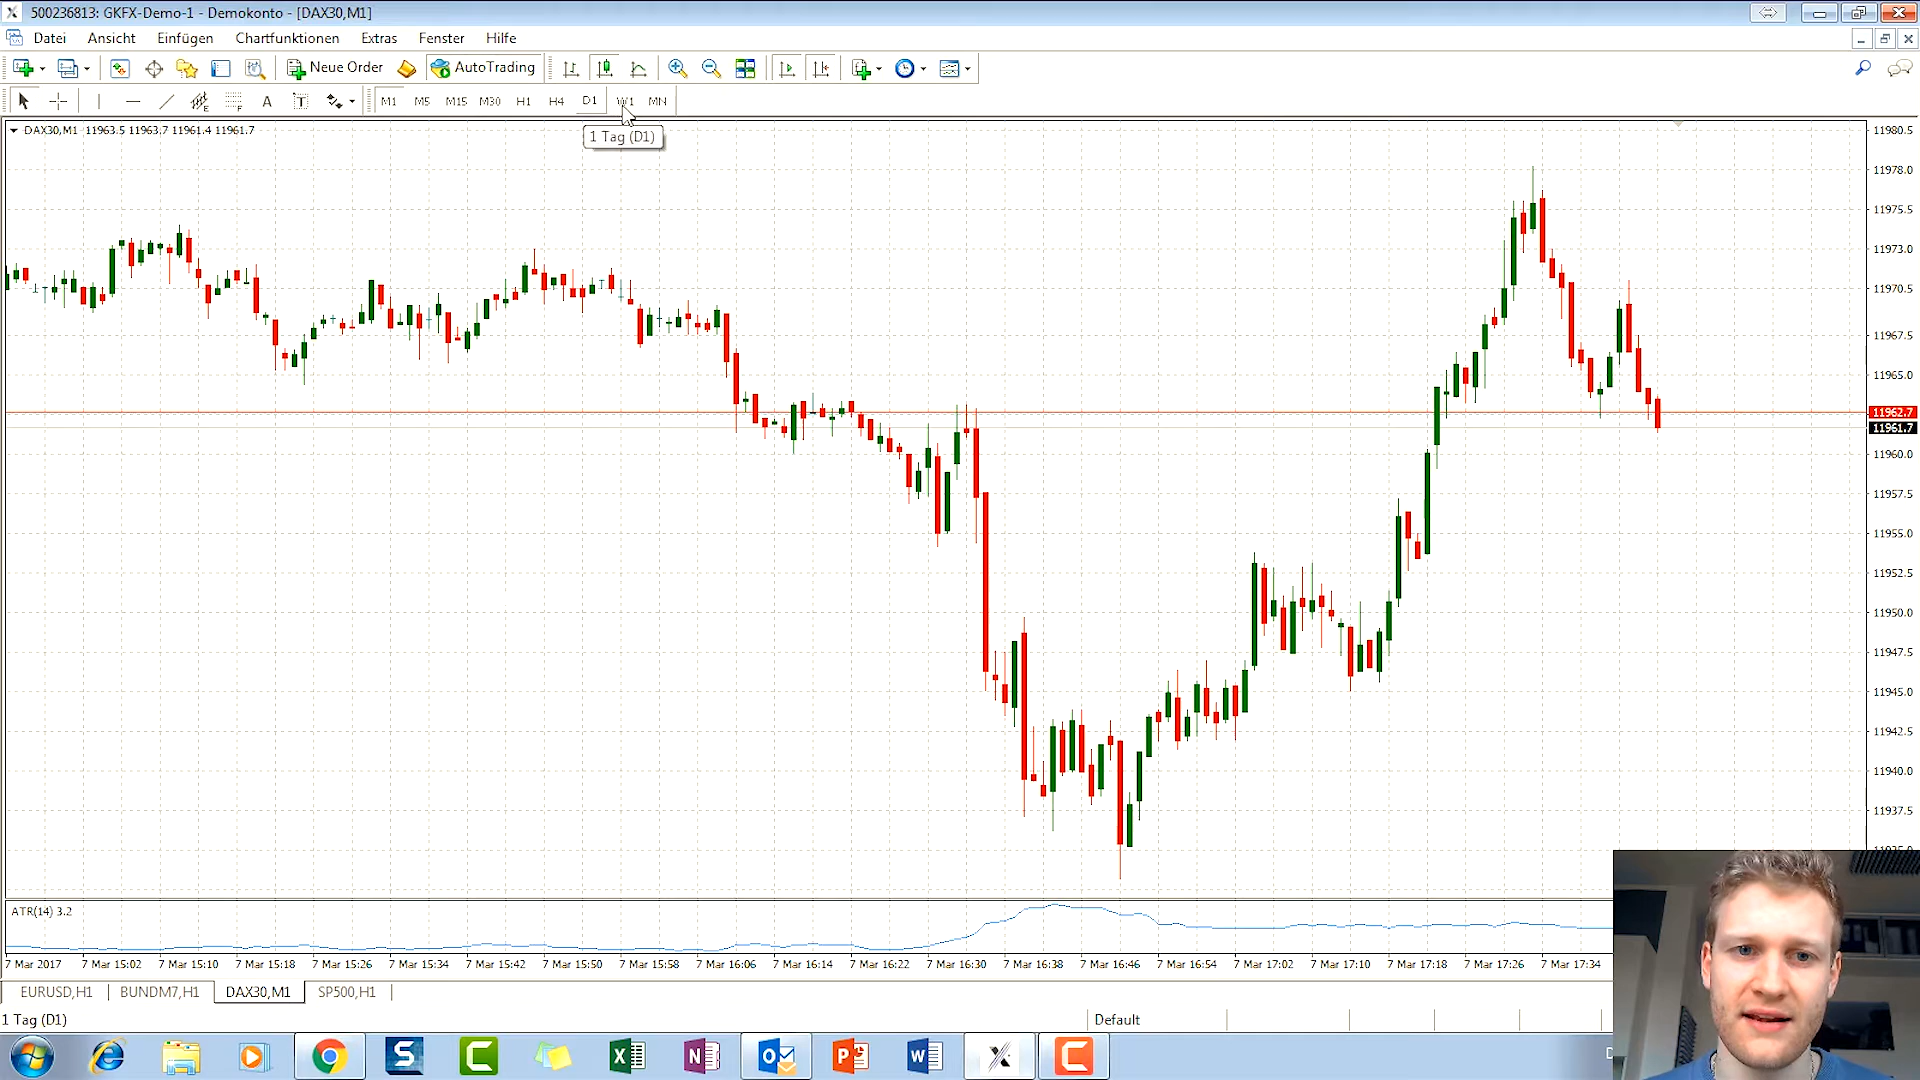 500236813: GKFX-Demo-1 - Demokonto - [DAX30,M1]
Datei Ansicht Einfügen Chartfunktionen Extras Fenster Hilfe
Neue Order AutoTrading
A T M1 M5 M15 M30 H1 H4 D1 W1 MN
1 Tag (D1)
DAX30,M1 11963.5 11963.7 11961.4 11961.7
11980.5
11978.0
11975.5
11973.0
11970.5
11967.5
11965.0
11962.7
11961.7
11960.0
11957.5
11955.0
11952.5
11950.0
11947.5
11945.0
11942.5
11940.0
11937.5
ATR(14) 3.2
7 Mar 2017 7 Mar 15:02 7 Mar 15:10 7 Mar 15:18 7 Mar 15:26 7 Mar 15:34 7 Mar 15:42 7 Mar 15:50 7 Mar 15:58 7 Mar 16:06 7 Mar 16:14 7 Mar 16:22 7 Mar 16:30 7 Mar 16:38 7 Mar 16:46 7 Mar 16:54 7 Mar 17:02 7 Mar 17:10 7 Mar 17:18 7 Mar 17:26 7 Mar 17:34
EURUSD,H1 BUNDM7,H1 DAX30,M1 SP500,H1
1 Tag (D1) Default